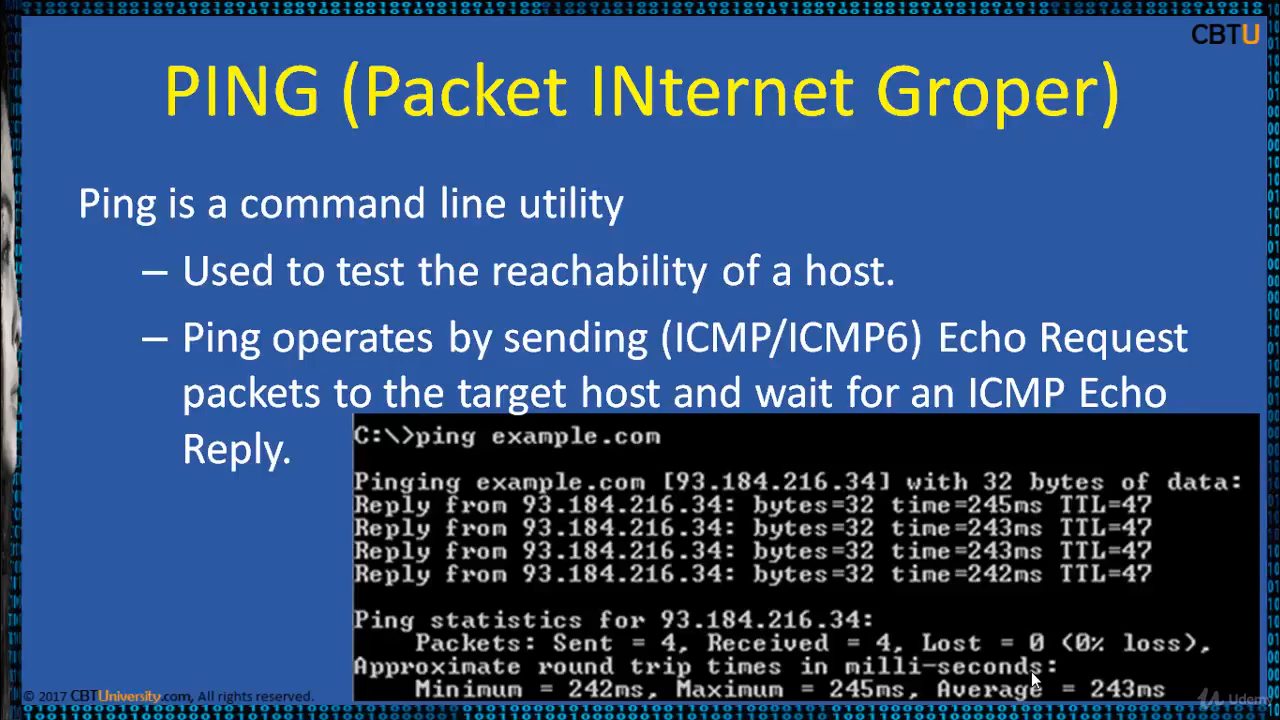 CBTU
PING (Packet INternet Groper)
Ping is a command line utility
– Used to test the reachability of a host.
– Ping operates by sending (ICMP/ICMP6) Echo Request
packets to the target host and wait for an ICMP Echo
Reply.
C:\>ping example.com
Pinging example.com [93.184.216.34] with 32 bytes of data:
Reply from 93.184.216.34: bytes=32 time=245ms TTL=47
Reply from 93.184.216.34: bytes=32 time=243ms TTL=47
Reply from 93.184.216.34: bytes=32 time=243ms TTL=47
Reply from 93.184.216.34: bytes=32 time=242ms TTL=47
Ping statistics for 93.184.216.34:
Packets: Sent = 4, Received = 4, Lost = 0 (0% loss),
Approximate round trip times in milli-seconds:
Minimum = 242ms, Maximum = 245ms, Average = 243ms
© 2017 CBTUniversity.com, All rights reserved.
Udemy